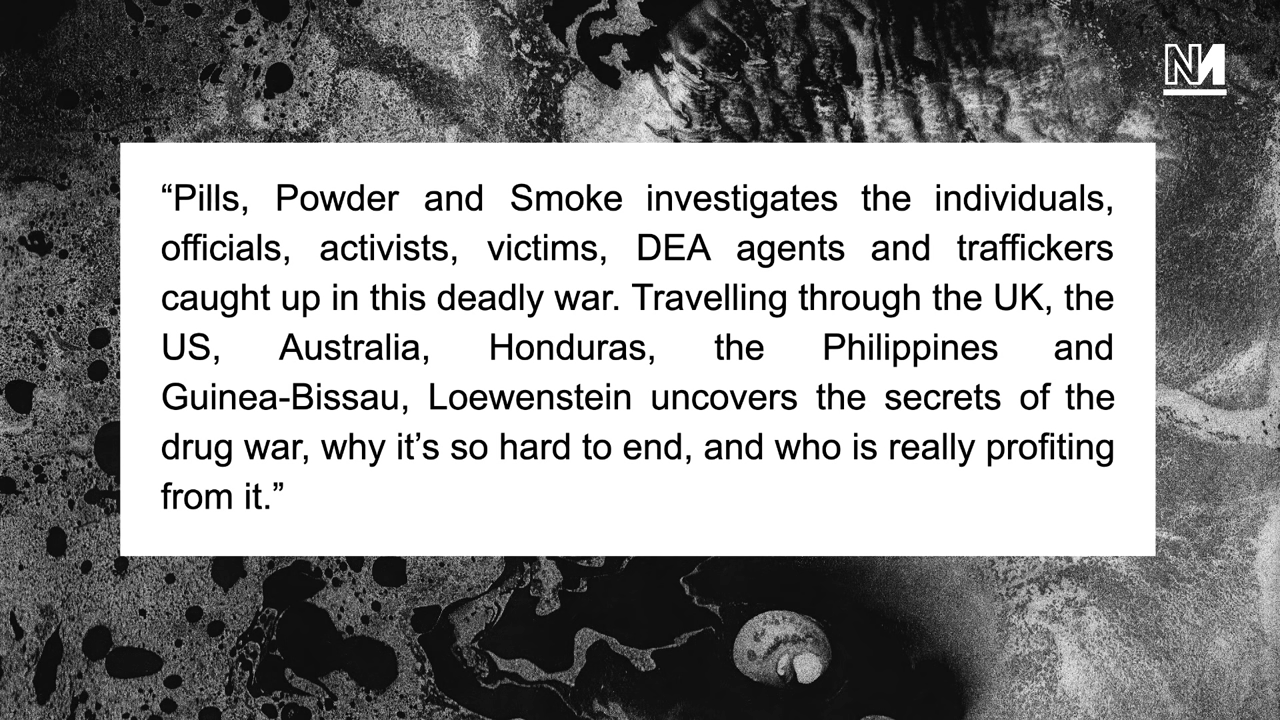 NM
“Pills, Powder and Smoke investigates the individuals,
officials, activists, victims, DEA agents and traffickers
caught up in this deadly war. Travelling through the UK, the
US, Australia, Honduras, the Philippines and
Guinea-Bissau, Loewenstein uncovers the secrets of the
drug war, why it’s so hard to end, and who is really profiting
from it.”